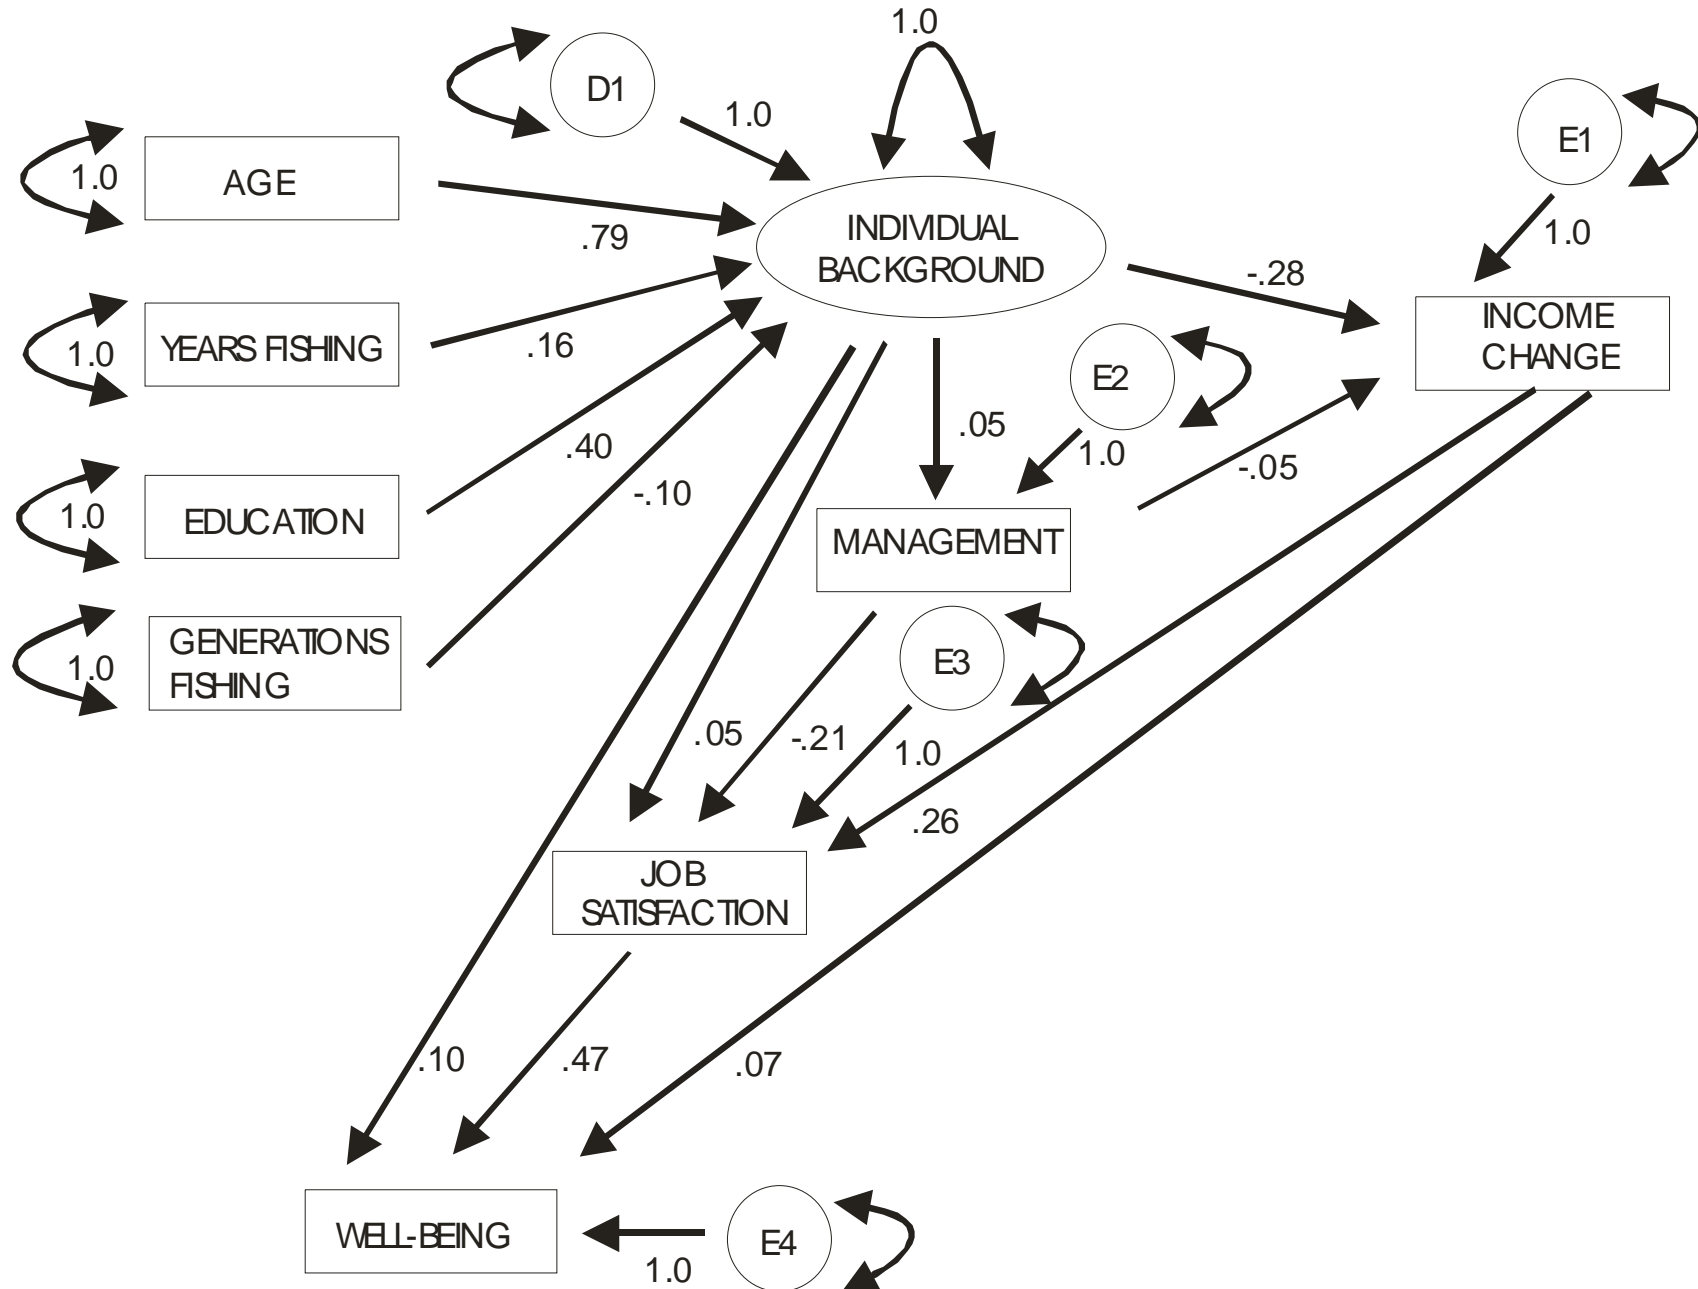 1.0
D1
1.0
E1
1.0
AGE
1.0
.79
INDIVIDUAL
BACKGROUND
-.28
INCOME
CHANGE
1.0
YEARS FISHING
.16
E2
.05
1.0
-.05
.40
-.10
1.0
EDUCATION
MANAGEMENT
1.0
GENERATIONS
FISHING
E3
.05
-.21
1.0
.26
JOB
SATISFACTION
.10
.47
.07
WELL-BEING
1.0
E4